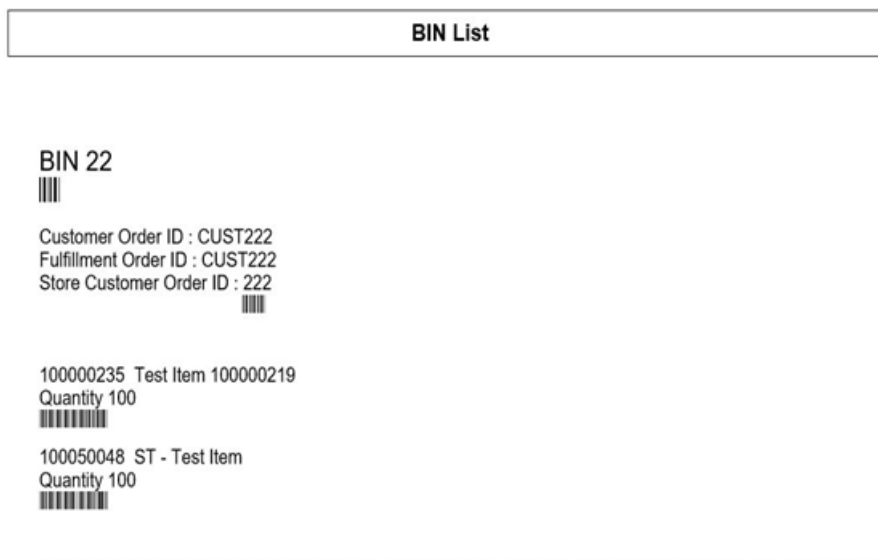 BIN List
BIN 22
Customer Order ID : CUST222
Fulfillment Order ID : CUST222
Store Customer Order ID : 222
100000235 Test Item 100000219
Quantity 100
100050048 ST - Test Item
Quantity 100